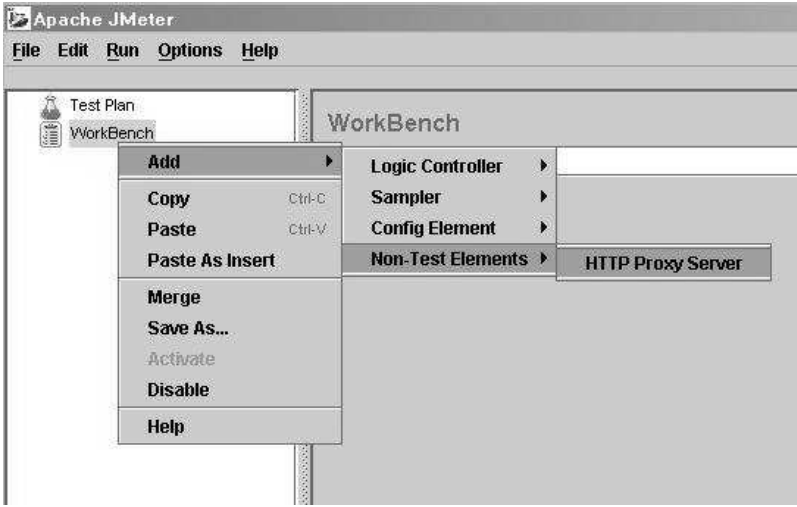 Apache JMeter
File Edit Run Options Help
Test Plan
WorkBench
WorkBench
Add
Copy Ctrl-C
Paste Ctrl-V
Paste As Insert
Merge
Save As...
Activate
Disable
Help
Logic Controller
Sampler
Config Element
Non-Test Elements
HTTP Proxy Server